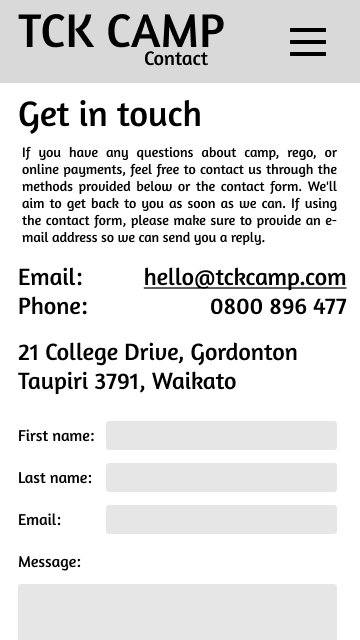 TCK CAMP
Contact
Get in touch
If you have any questions about camp, rego, or
online payments, feel free to contact us through the
methods provided below or the contact form. We'll
aim to get back to you as soon as we can. If using
the contact form, please make sure to provide an e-
mail address so we can send you a reply.
Email: hello@tckcamp.com
Phone: 0800 896 477
21 College Drive, Gordonton
Taupiri 3791, Waikato
First name:
Last name:
Email:
Message: